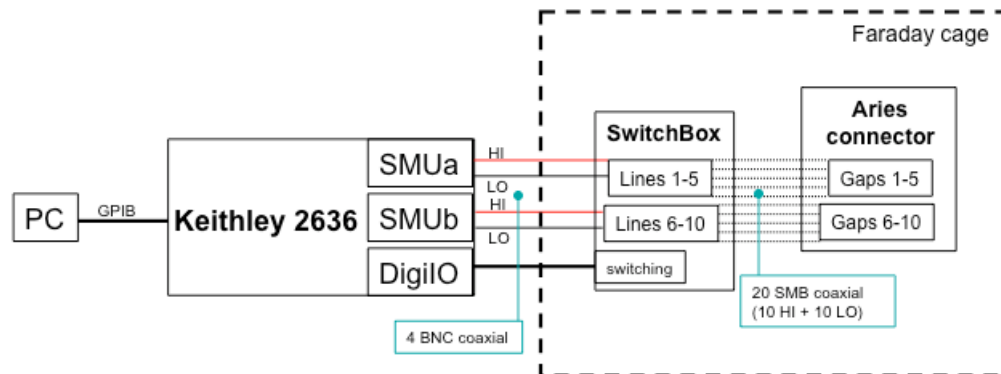 Faraday cage
Aries
connector
SwitchBox
SMUa
HI
LO
Lines 1-5
Gaps 1-5
PC
GPIB
Keithley 2636
SMUb
HI
LO
Lines 6-10
Gaps 6-10
DigiIO
switching
20 SMB coaxial
(10 HI + 10 LO)
4 BNC coaxial